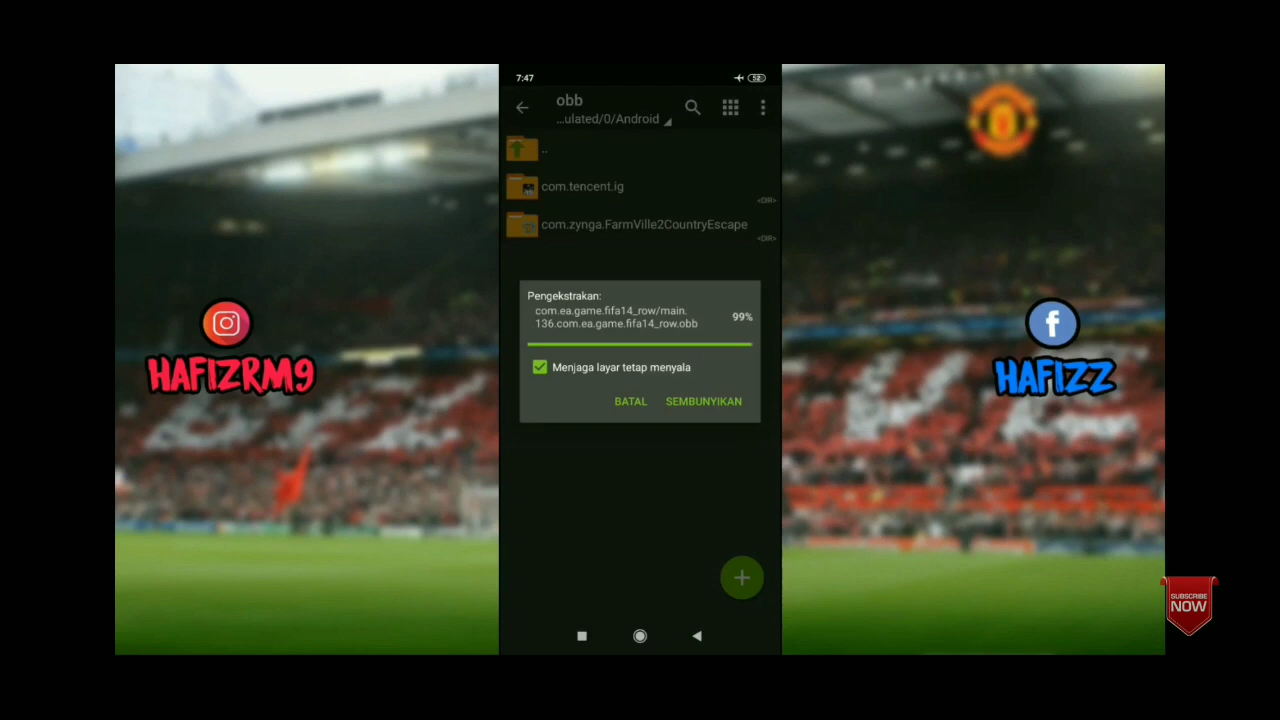 7:47
52
obb
...ulated/0/Android
..
com.tencent.ig
<DIR>
com.zynga.FarmVille2CountryEscape
<DIR>
Pengekstrakan:
com.ea.game.fifa14_row/main.
136.com.ea.game.fifa14_row.obb
99%
Menjaga layar tetap menyala
BATAL SEMBUNYIKAN
HAFIZRM9
f
HAFIZZ
SUBSCRIBE
NOW